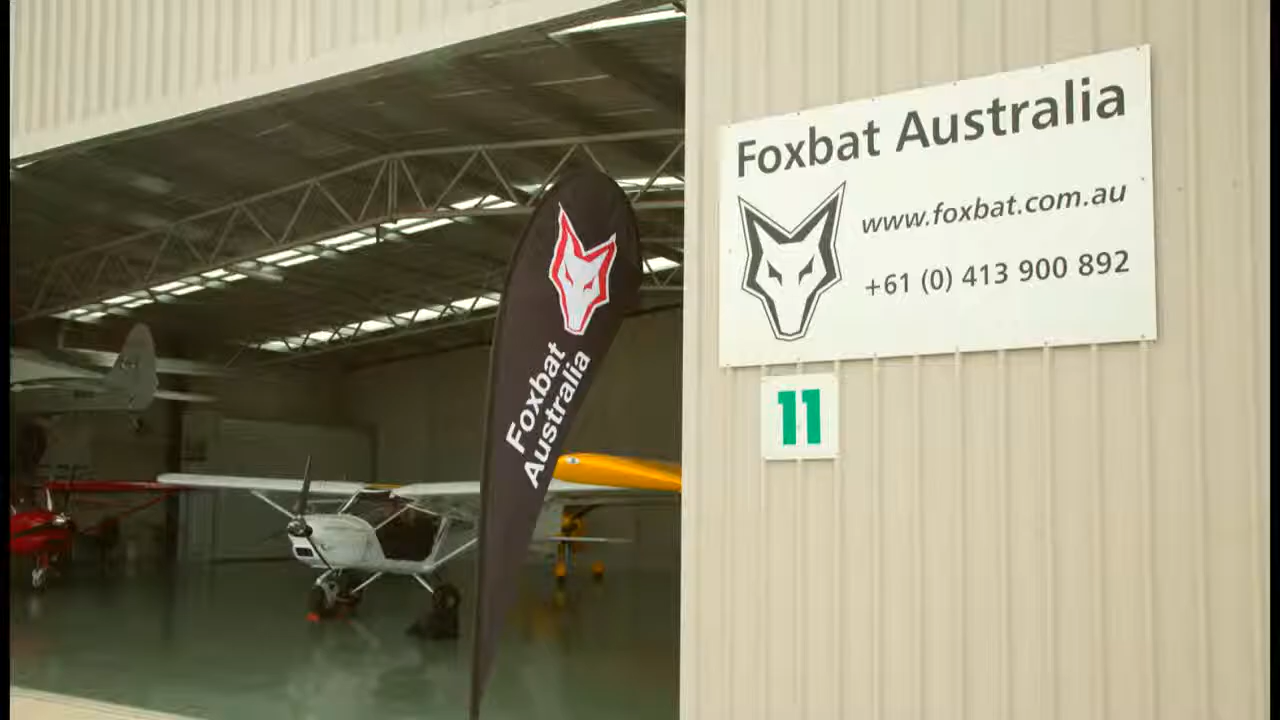 Foxbat Australia
www.foxbat.com.au
+61 (0) 413 900 892
11
Foxbat
Australia